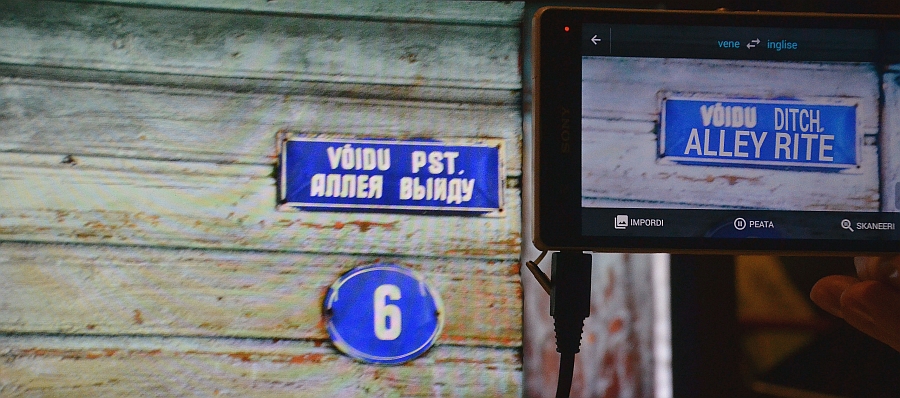 VÕIDU PST.
АЛЛЕЯ ВЫЙДУ
6
SONY
vene inglise
VÕIDU DITCH,
ALLEY RITE
IMPORDI PEATA SKANEERI